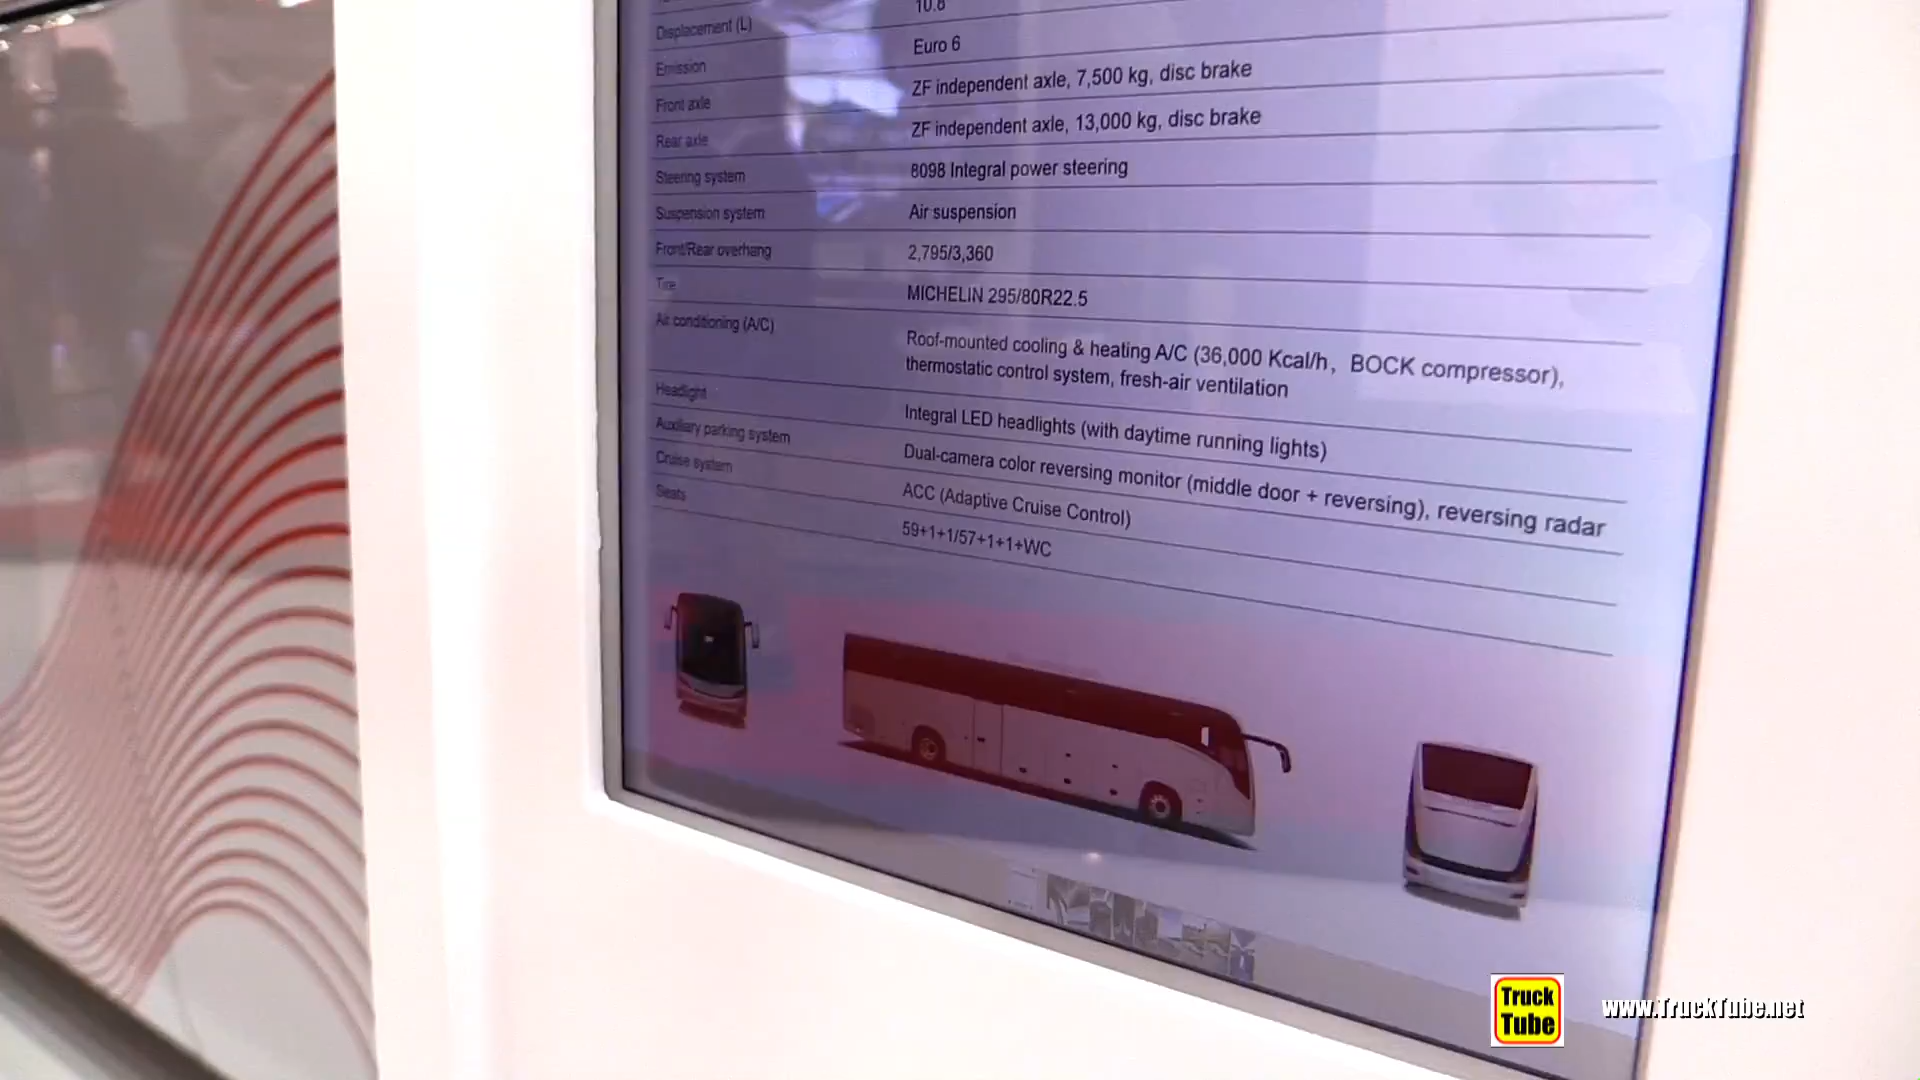 Displacement (L) 10.8
Emission Euro 6
Front axle ZF independent axle, 7,500 kg, disc brake
Rear axle ZF independent axle, 13,000 kg, disc brake
Steering system 8098 Integral power steering
Suspension system Air suspension
Front/Rear overhang 2,795/3,360
Tire MICHELIN 295/80R22.5
Air conditioning (A/C) Roof-mounted cooling & heating A/C (36,000 Kcal/h, BOCK compressor),
thermostatic control system, fresh-air ventilation
Headlight Integral LED headlights (with daytime running lights)
Auxiliary parking system Dual-camera color reversing monitor (middle door + reversing), reversing radar
Cruise system ACC (Adaptive Cruise Control)
Seats 59+1+1/57+1+1+WC
Truck
Tube
www.TruckTube.net